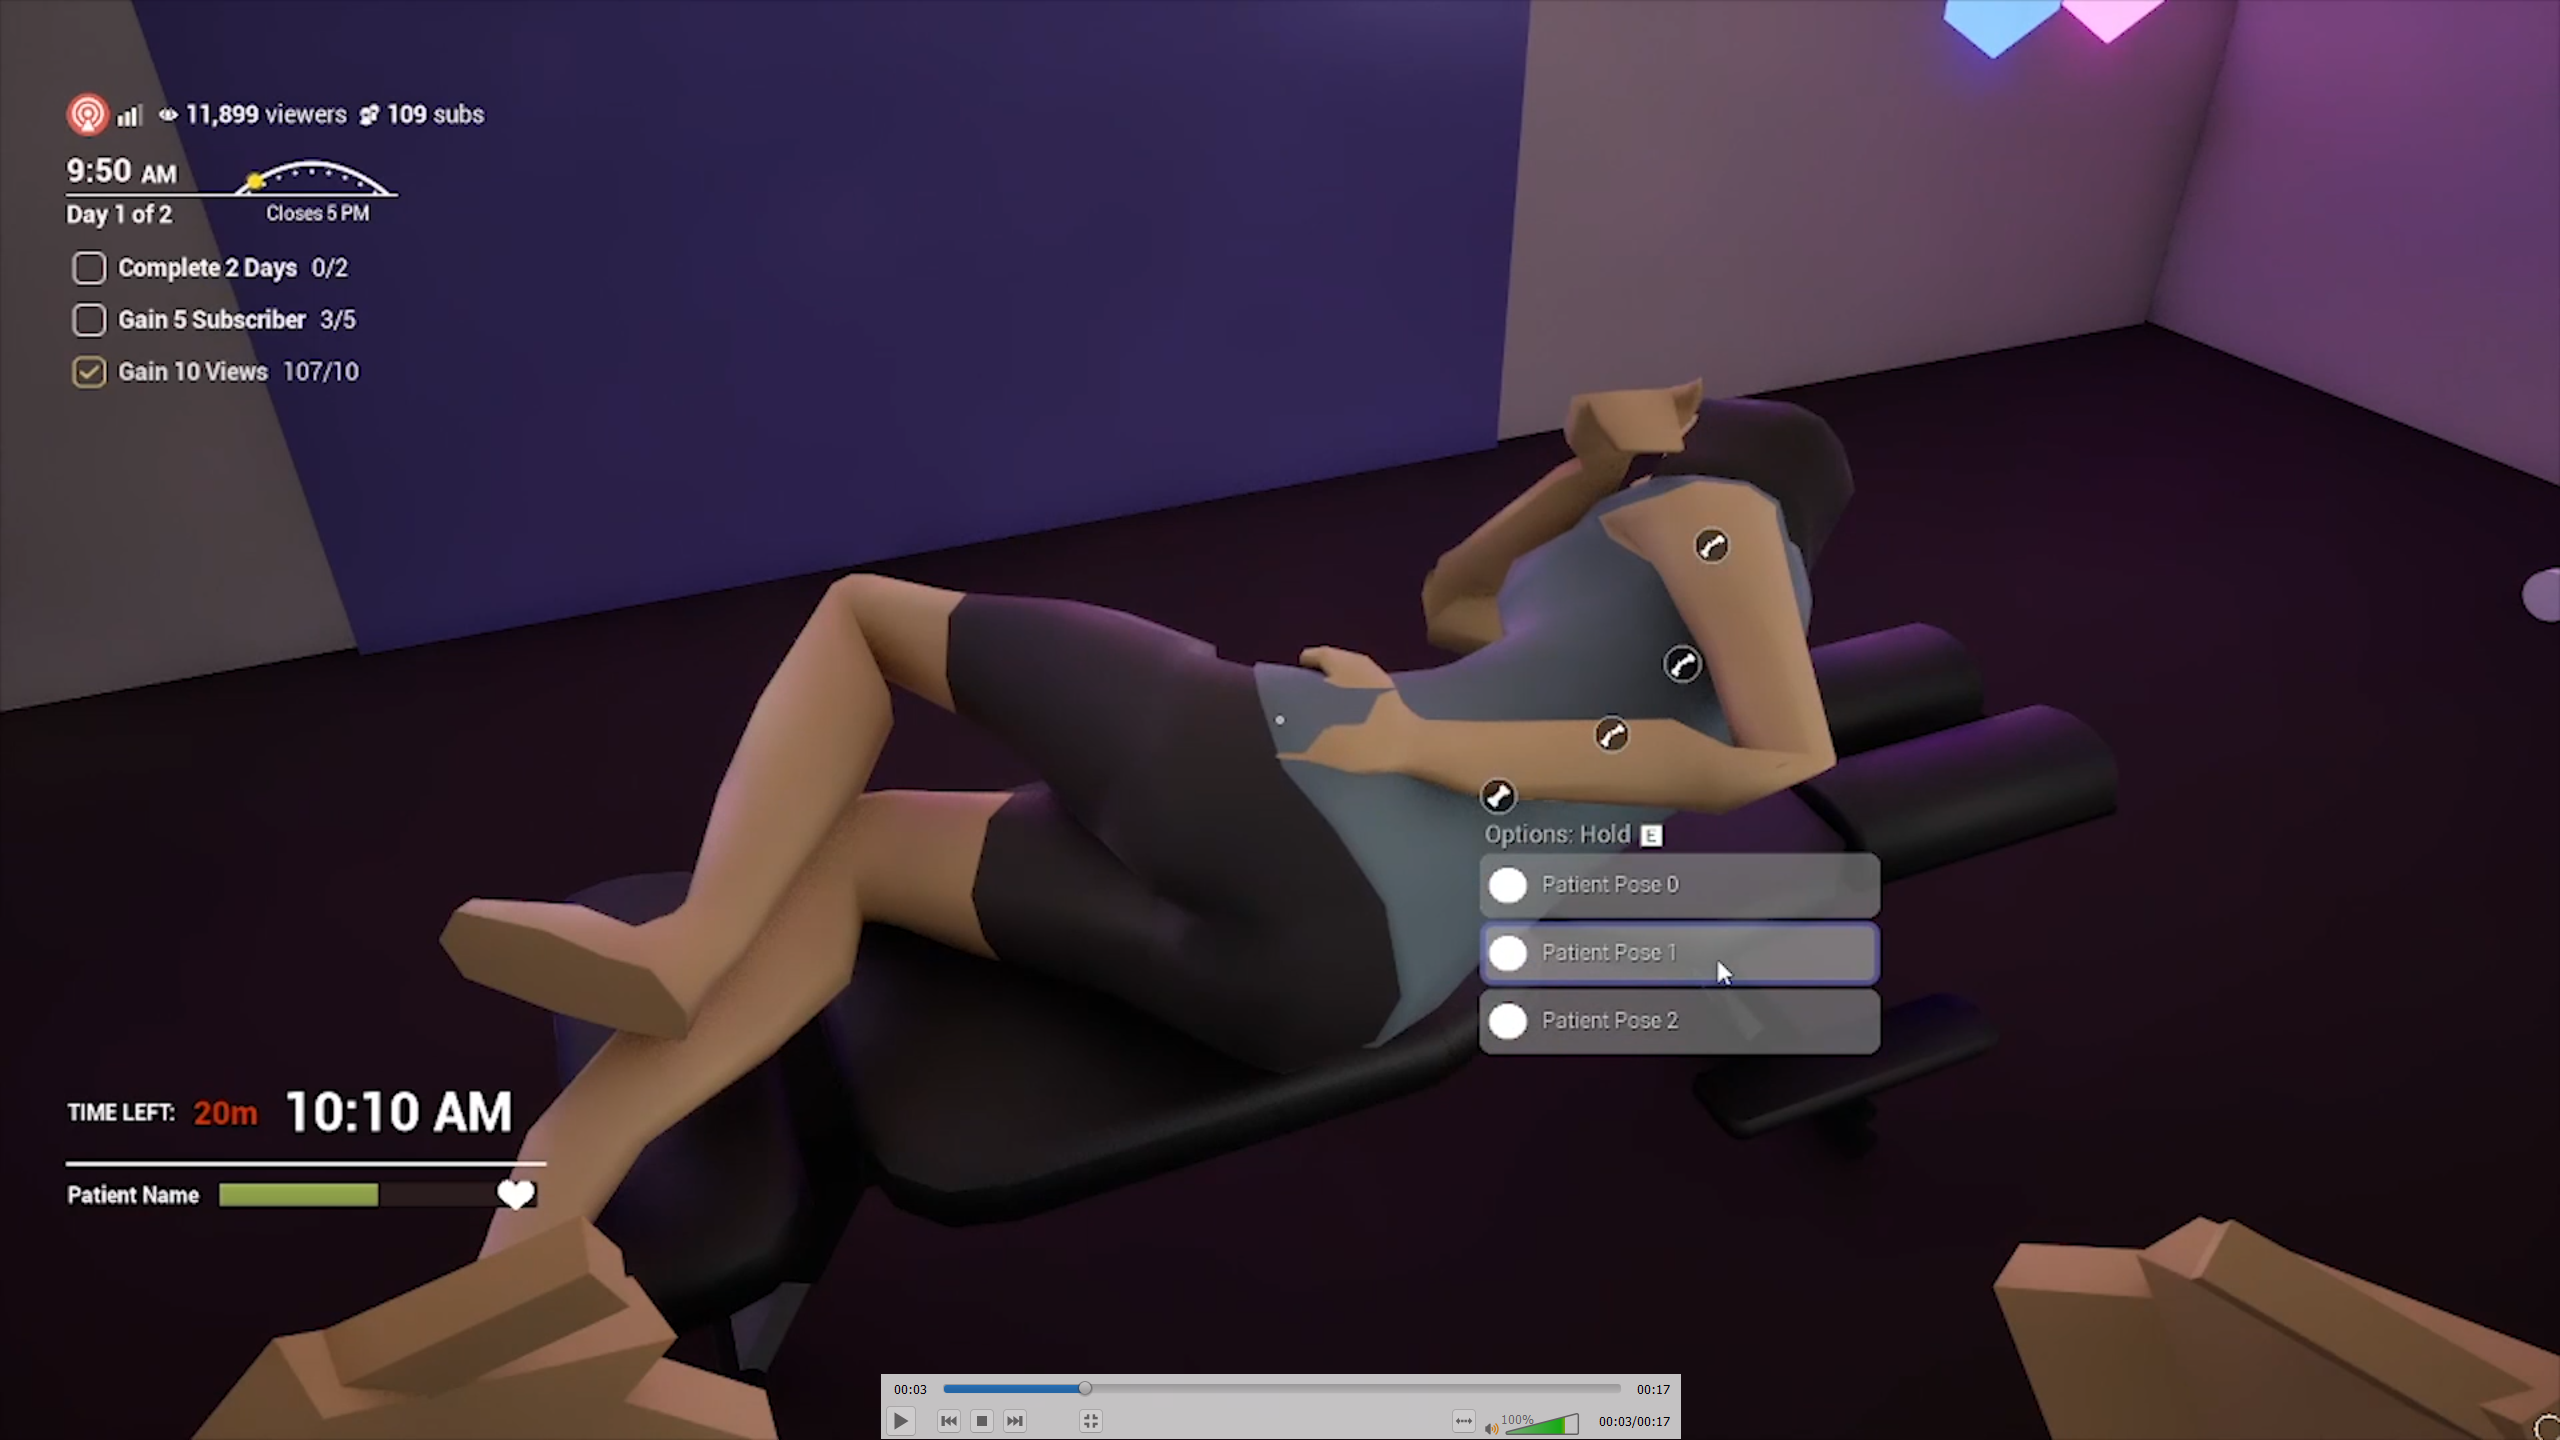 11,899 viewers 109 subs
9:50 AM
Day 1 of 2
Closes 5 PM
Complete 2 Days 0/2
Gain 5 Subscriber 3/5
Gain 10 Views 107/10
Options: Hold E
Patient Pose 0
Patient Pose 1
Patient Pose 2
TIME LEFT: 20m 10:10 AM
Patient Name
00:03
00:17
100%
00:03/00:17